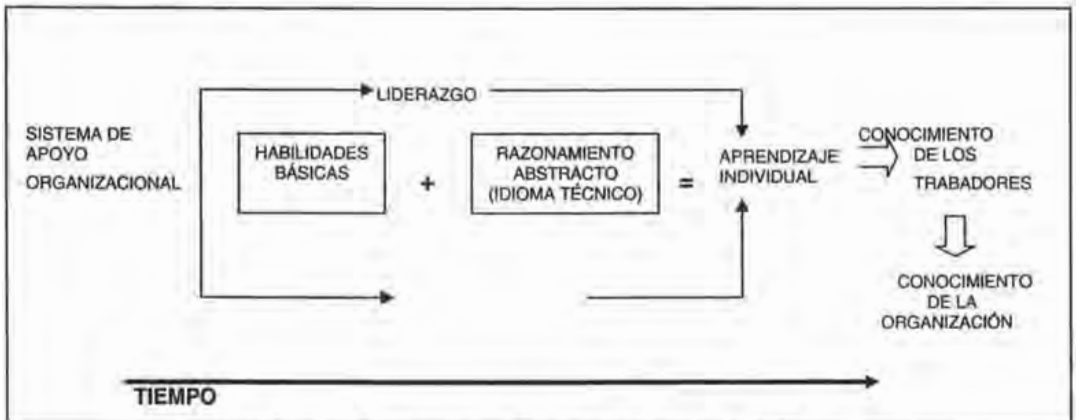 LIDERAZGO
SISTEMA DE
APOYO
ORGANIZACIONAL
HABILIDADES
BÁSICAS
+
RAZONAMIENTO
ABSTRACTO
(IDIOMA TÉCNICO)
=
APRENDIZAJE
INDIVIDUAL
CONOCIMIENTO
DE LOS
TRABADORES
CONOCIMIENTO
DE LA
ORGANIZACIÓN
TIEMPO